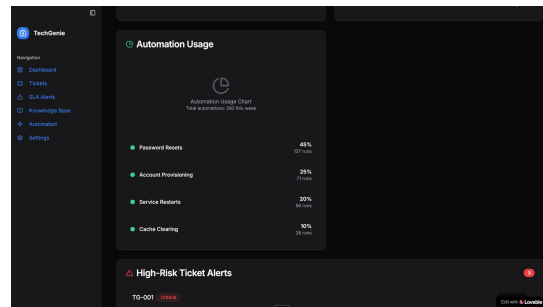 TechGenie
Navigation
Dashboard
Tickets
SLA Alerts
Knowledge Base
Automation
Settings
Automation Usage
Automation Usage Chart
Total automations: 282 this week
Password Resets
45%
127 runs
Account Provisioning
25%
71 runs
Service Restarts
20%
56 runs
Cache Clearing
10%
28 runs
High-Risk Ticket Alerts
3
TG-001 Critical
Edit with Lovable